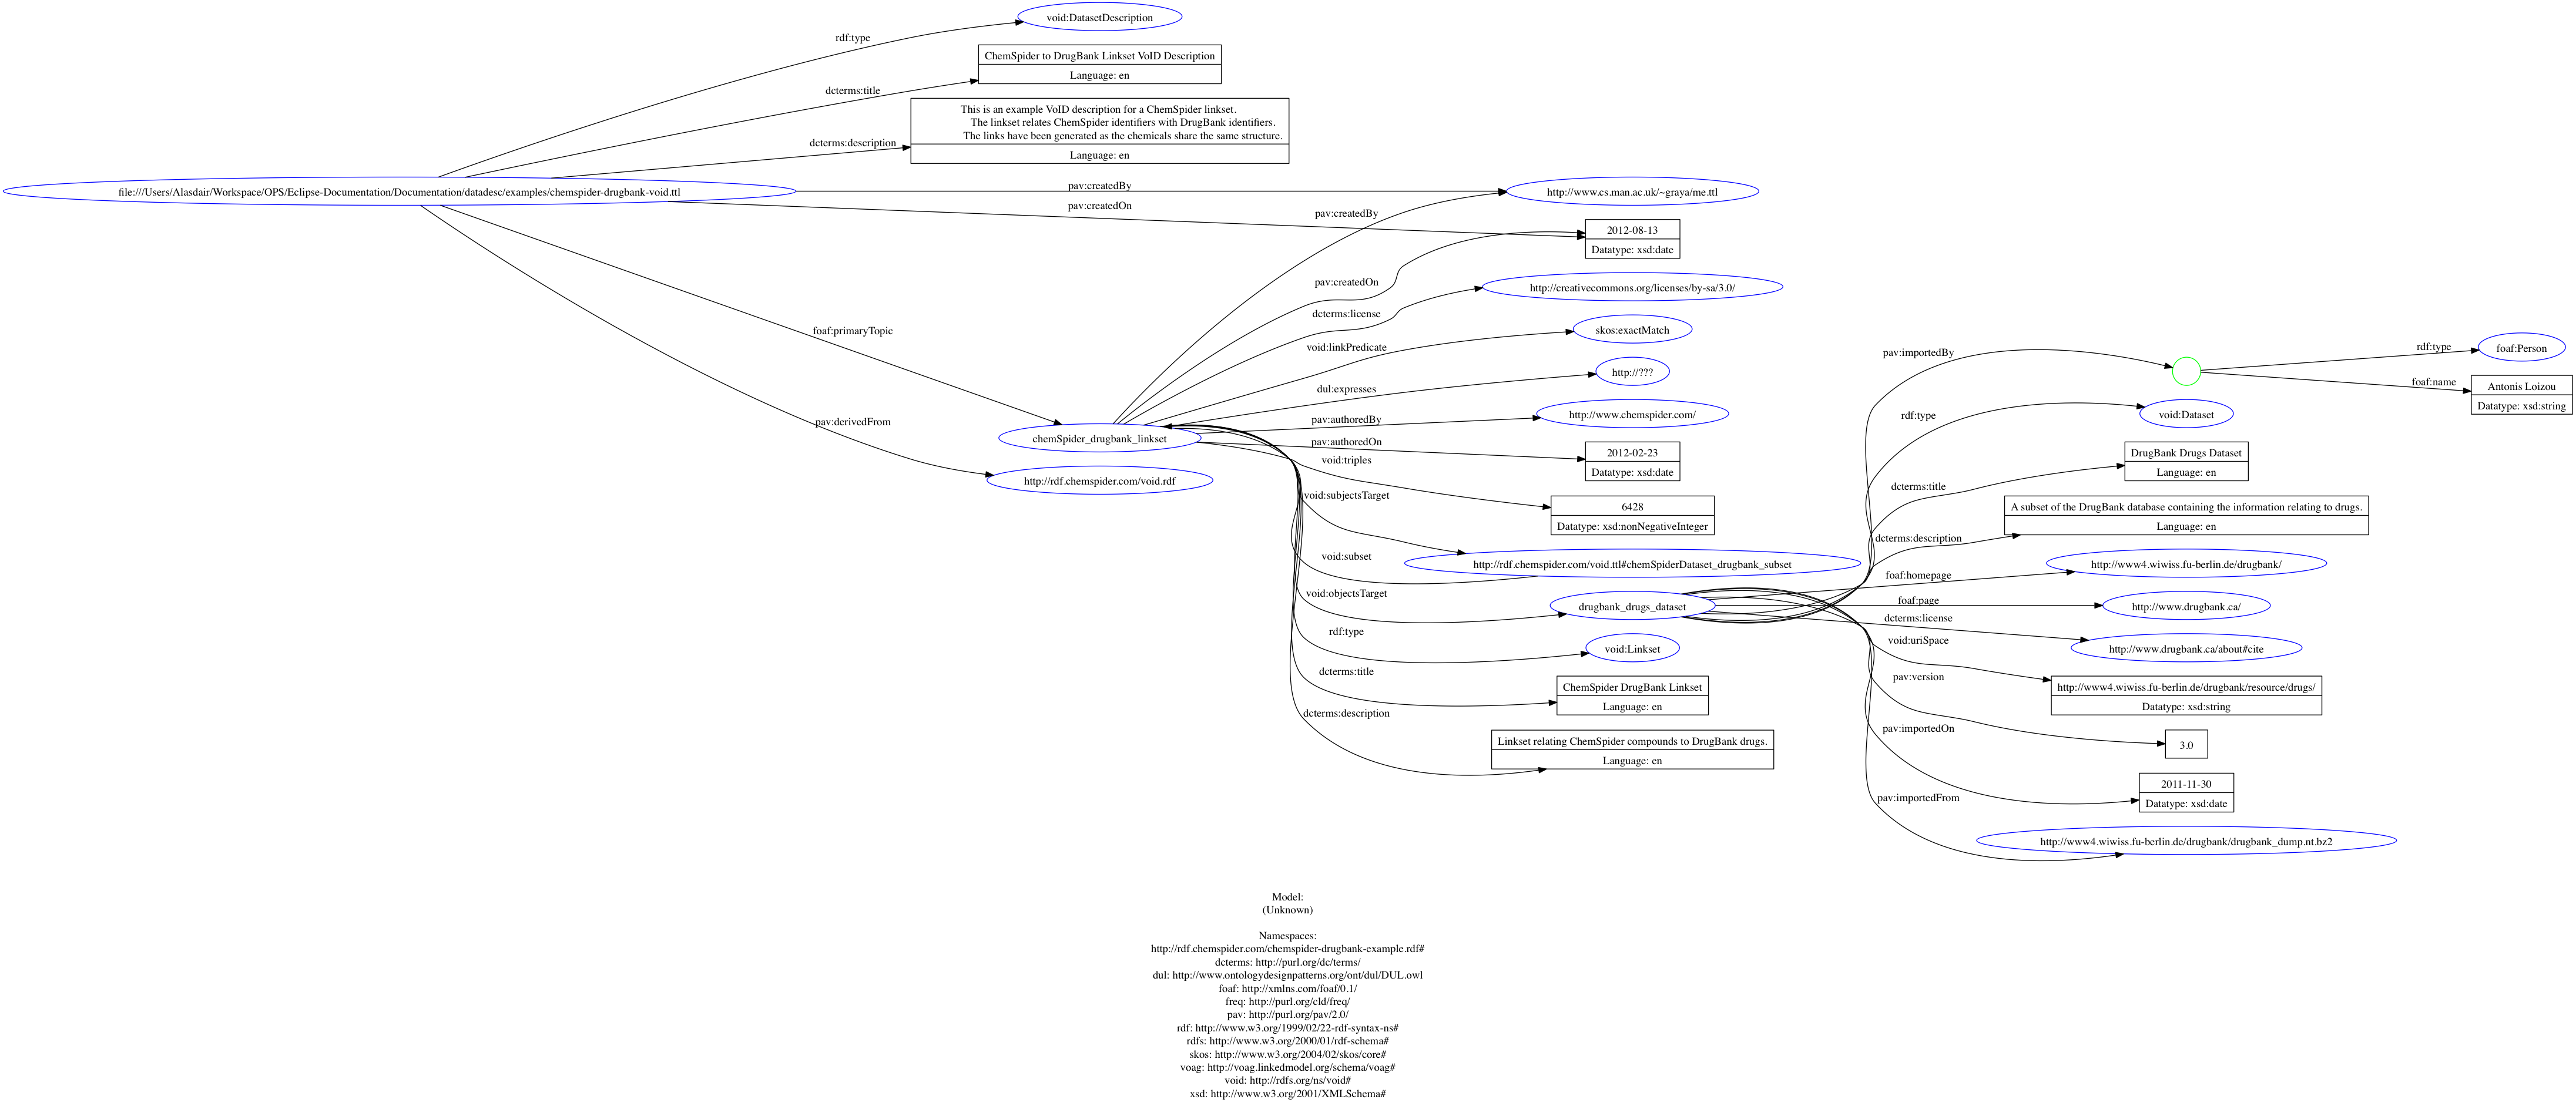 void:DatasetDescription
rdf:type
ChemSpider to DrugBank Linkset VoID Description
Language: en
dcterms:title
This is an example VoID description for a ChemSpider linkset.
The linkset relates ChemSpider identifiers with DrugBank identifiers.
The links have been generated as the chemicals share the same structure.
Language: en
dcterms:description
file:///Users/Alasdair/Workspace/OPS/Eclipse-Documentation/Documentation/datadesc/examples/chemspider-drugbank-void.ttl
pav:createdBy
pav:createdOn
foaf:primaryTopic
pav:derivedFrom
chemSpider_drugbank_linkset
http://rdf.chemspider.com/void.rdf
pav:createdBy
http://www.cs.man.ac.uk/~graya/me.ttl
pav:createdOn
2012-08-13
Datatype: xsd:date
dcterms:license
http://creativecommons.org/licenses/by-sa/3.0/
void:linkPredicate
skos:exactMatch
dul:expresses
http://???
pav:authoredBy
http://www.chemspider.com/
pav:authoredOn
2012-02-23
Datatype: xsd:date
void:triples
6428
Datatype: xsd:nonNegativeInteger
void:subjectsTarget
http://rdf.chemspider.com/void.ttl#chemSpiderDataset_drugbank_subset
void:subset
void:objectsTarget
drugbank_drugs_dataset
rdf:type
void:Linkset
dcterms:title
ChemSpider DrugBank Linkset
Language: en
dcterms:description
Linkset relating ChemSpider compounds to DrugBank drugs.
Language: en
pav:importedBy
rdf:type
foaf:Person
foaf:name
Antonis Loizou
Datatype: xsd:string
rdf:type
void:Dataset
dcterms:title
DrugBank Drugs Dataset
Language: en
dcterms:description
A subset of the DrugBank database containing the information relating to drugs.
Language: en
foaf:homepage
http://www4.wiwiss.fu-berlin.de/drugbank/
foaf:page
http://www.drugbank.ca/
dcterms:license
http://www.drugbank.ca/about#cite
void:uriSpace
http://www4.wiwiss.fu-berlin.de/drugbank/resource/drugs/
Datatype: xsd:string
pav:version
3.0
pav:importedOn
2011-11-30
Datatype: xsd:date
pav:importedFrom
http://www4.wiwiss.fu-berlin.de/drugbank/drugbank_dump.nt.bz2
Model:
(Unknown)
Namespaces:
http://rdf.chemspider.com/chemspider-drugbank-example.rdf#
dcterms: http://purl.org/dc/terms/
dul: http://www.ontologydesignpatterns.org/ont/dul/DUL.owl
foaf: http://xmlns.com/foaf/0.1/
freq: http://purl.org/cld/freq/
pav: http://purl.org/pav/2.0/
rdf: http://www.w3.org/1999/02/22-rdf-syntax-ns#
rdfs: http://www.w3.org/2000/01/rdf-schema#
skos: http://www.w3.org/2004/02/skos/core#
voag: http://voag.linkedmodel.org/schema/voag#
void: http://rdfs.org/ns/void#
xsd: http://www.w3.org/2001/XMLSchema#